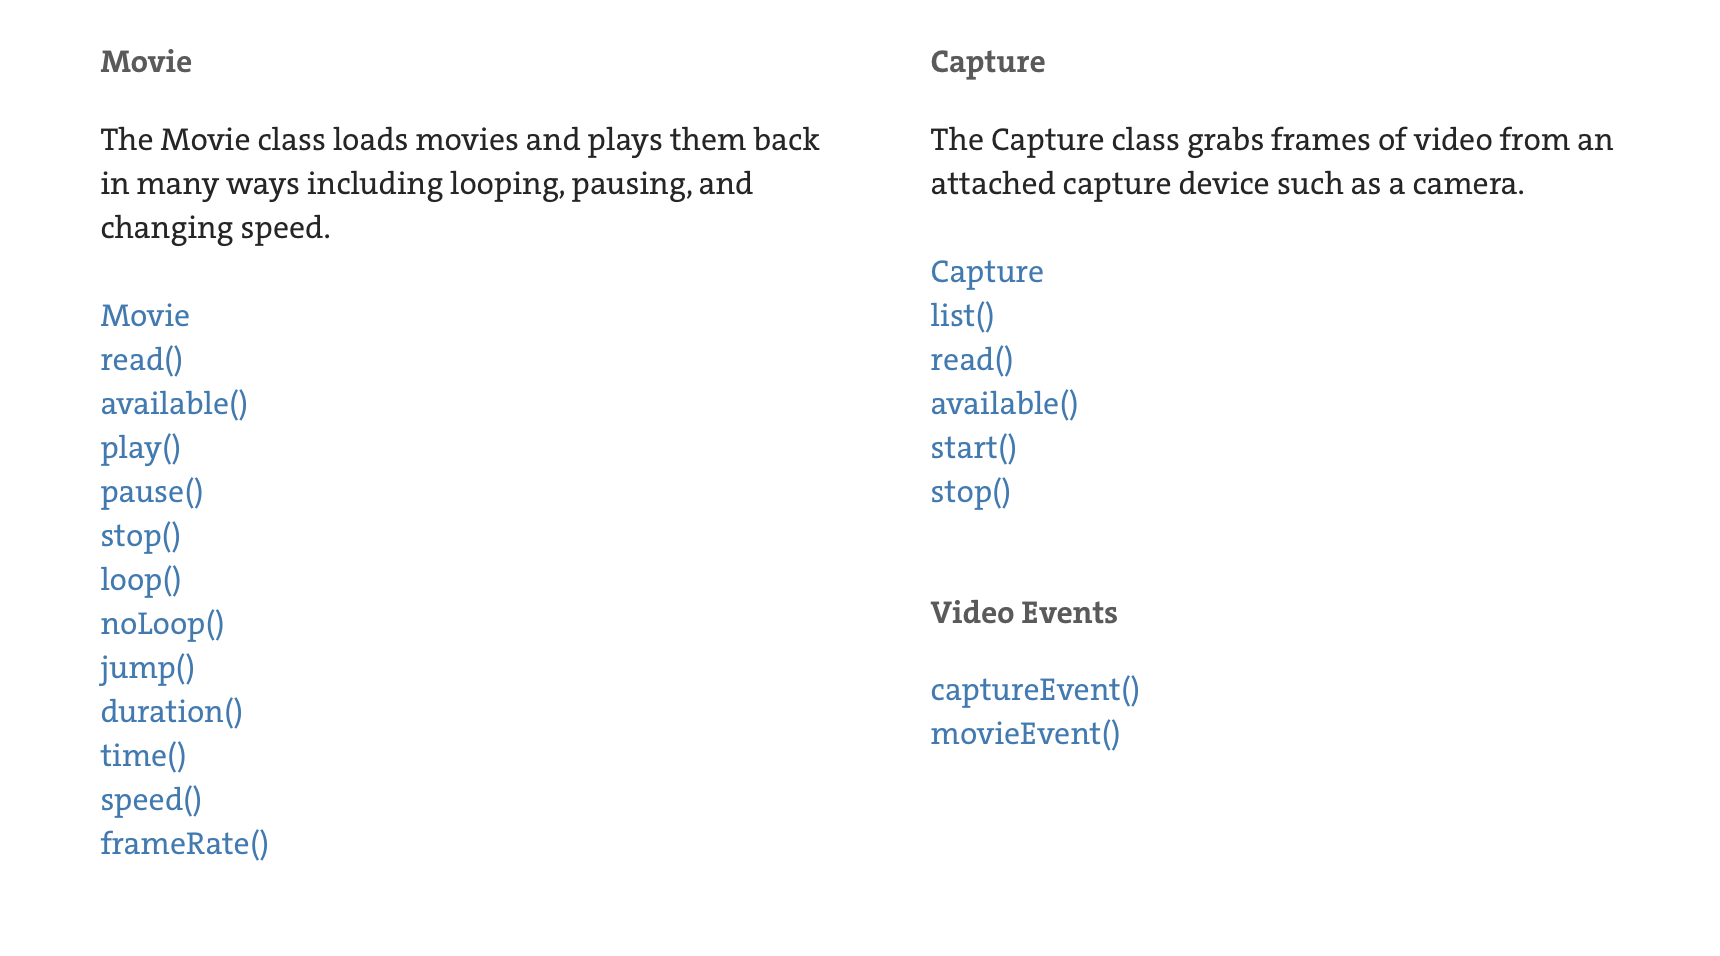 Movie
The Movie class loads movies and plays them back
in many ways including looping, pausing, and
changing speed.
Movie
read()
available()
play()
pause()
stop()
loop()
noLoop()
jump()
duration()
time()
speed()
frameRate()
Capture
The Capture class grabs frames of video from an
attached capture device such as a camera.
Capture
list()
read()
available()
start()
stop()
Video Events
captureEvent()
movieEvent()